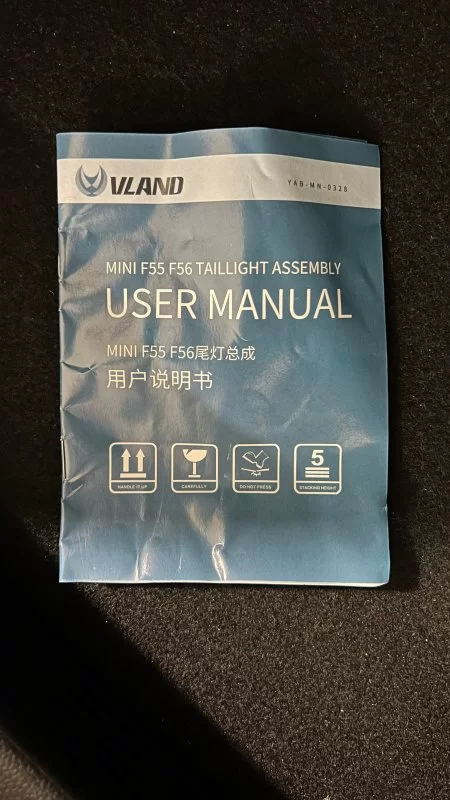 VLAND
YAB-MN-0328
MINI F55 F56 TAILLIGHT ASSEMBLY
USER MANUAL
MINI F55 F56尾灯总成
用户说明书
HANDLE IT UP
CAREFULLY
DO NOT PRESS
5
STACKING HEIGHT